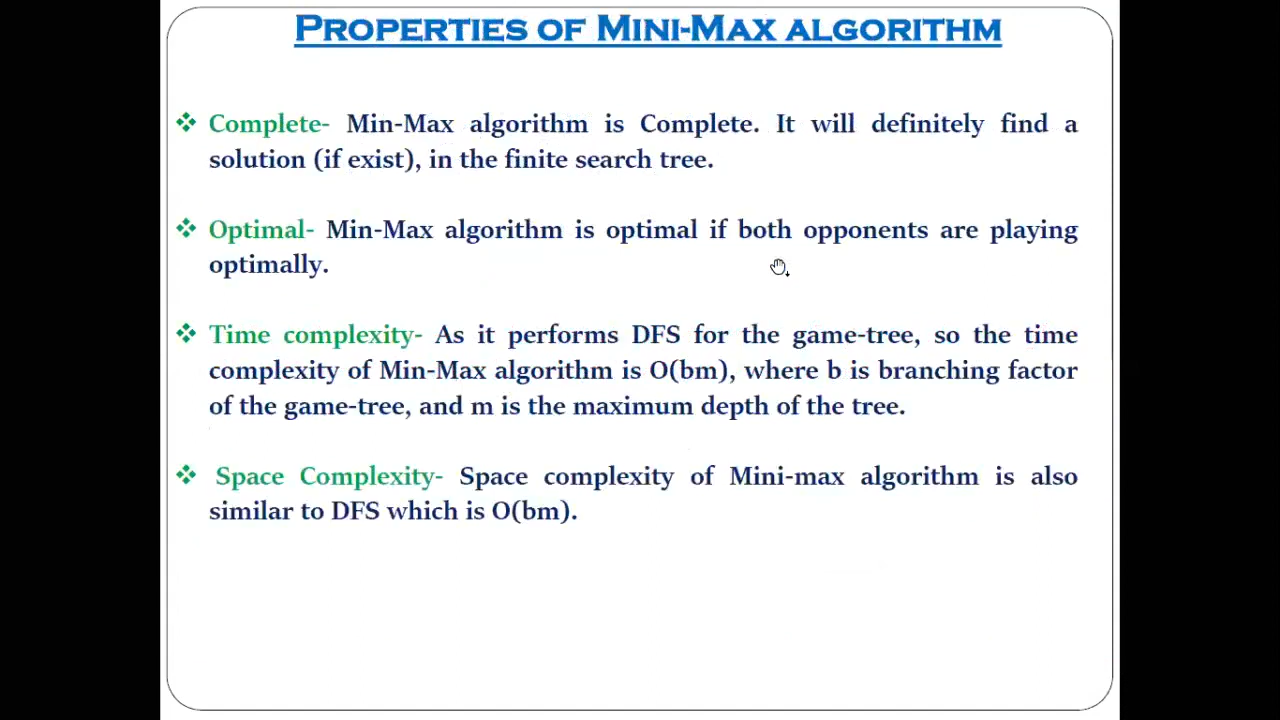 Properties of Mini-Max algorithm
Complete- Min-Max algorithm is Complete. It will definitely find a
solution (if exist), in the finite search tree.
Optimal- Min-Max algorithm is optimal if both opponents are playing
optimally.
Time complexity- As it performs DFS for the game-tree, so the time
complexity of Min-Max algorithm is O(bm), where b is branching factor
of the game-tree, and m is the maximum depth of the tree.
Space Complexity- Space complexity of Mini-max algorithm is also
similar to DFS which is O(bm).